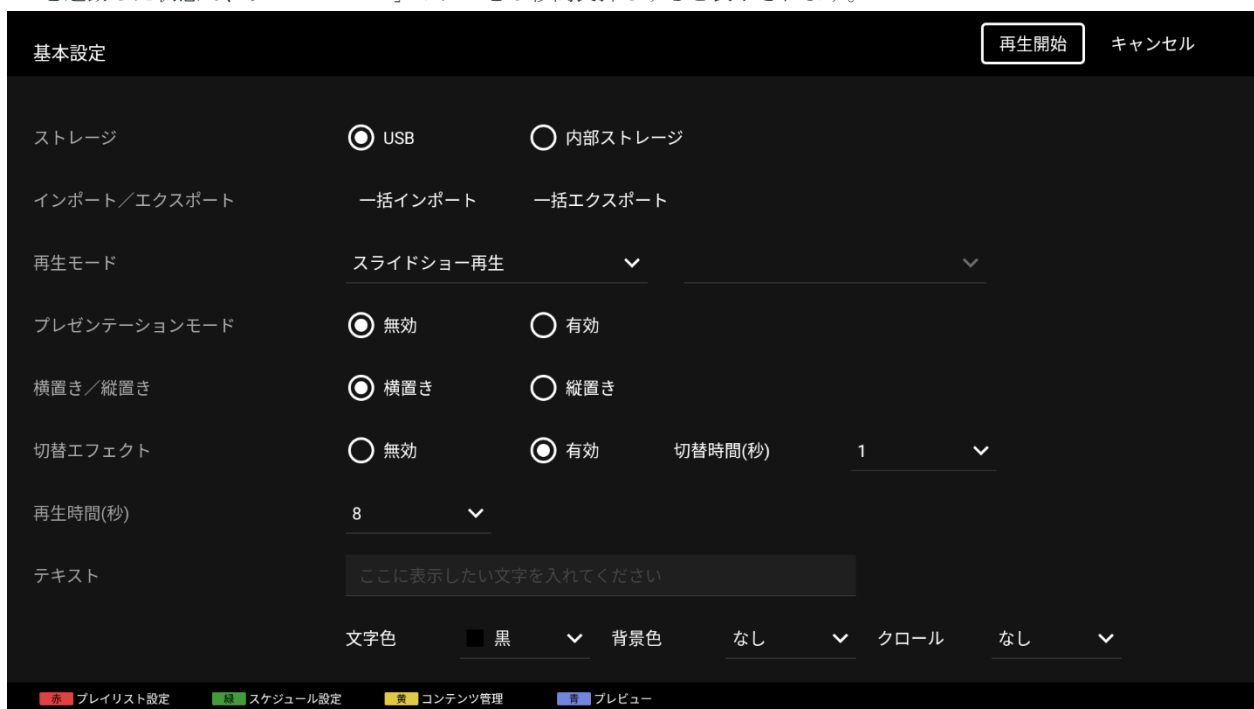 基本設定 再生開始 キャンセル
ストレージ USB 内部ストレージ
インポート／エクスポート 一括インポート 一括エクスポート
再生モード スライドショー再生
プレゼンテーションモード 無効 有効
横置き／縦置き 横置き 縦置き
切替エフェクト 無効 有効 切替時間(秒) 1
再生時間(秒) 8
テキスト ここに表示したい文字を入れてください
文字色 黒 背景色 なし クロール なし
赤 プレイリスト設定 緑 スケジュール設定 黄 コンテンツ管理 青 プレビュー